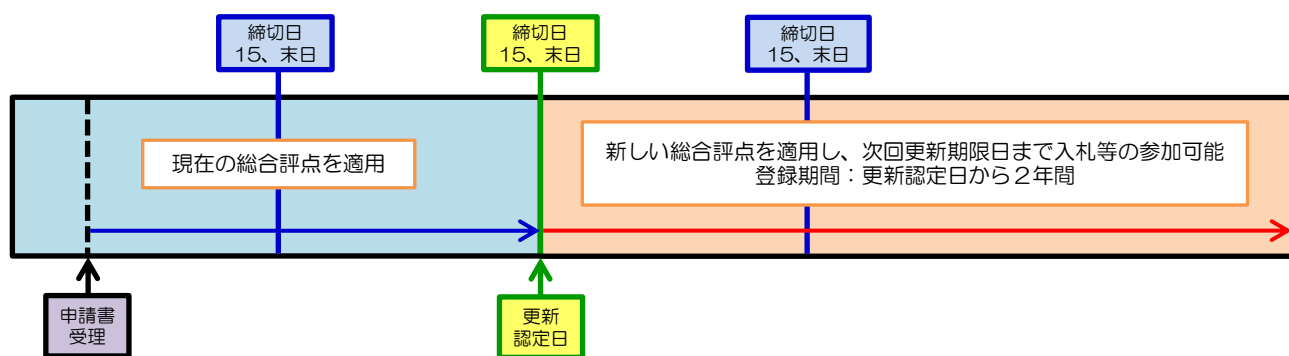 締切日
15、末日
締切日
15、末日
締切日
15、末日
現在の総合評点を適用
新しい総合評点を適用し、次回更新期限日まで入札等の参加可能
登録期間：更新認定日から２年間
申請書
受理
更新
認定日